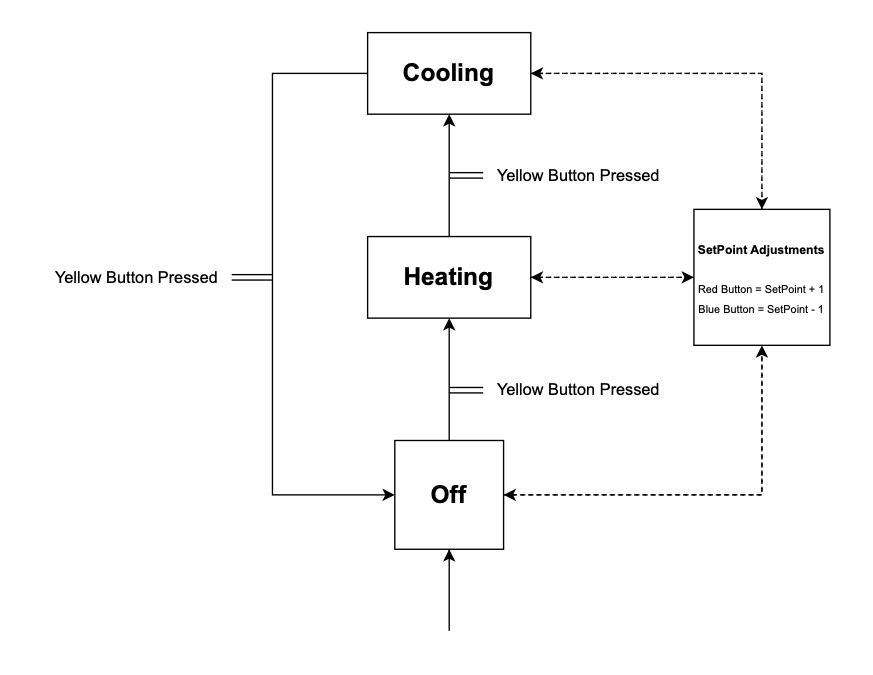 Cooling
Yellow Button Pressed
SetPoint Adjustments
Yellow Button Pressed
Heating
Red Button = SetPoint + 1
Blue Button = SetPoint - 1
Yellow Button Pressed
Off